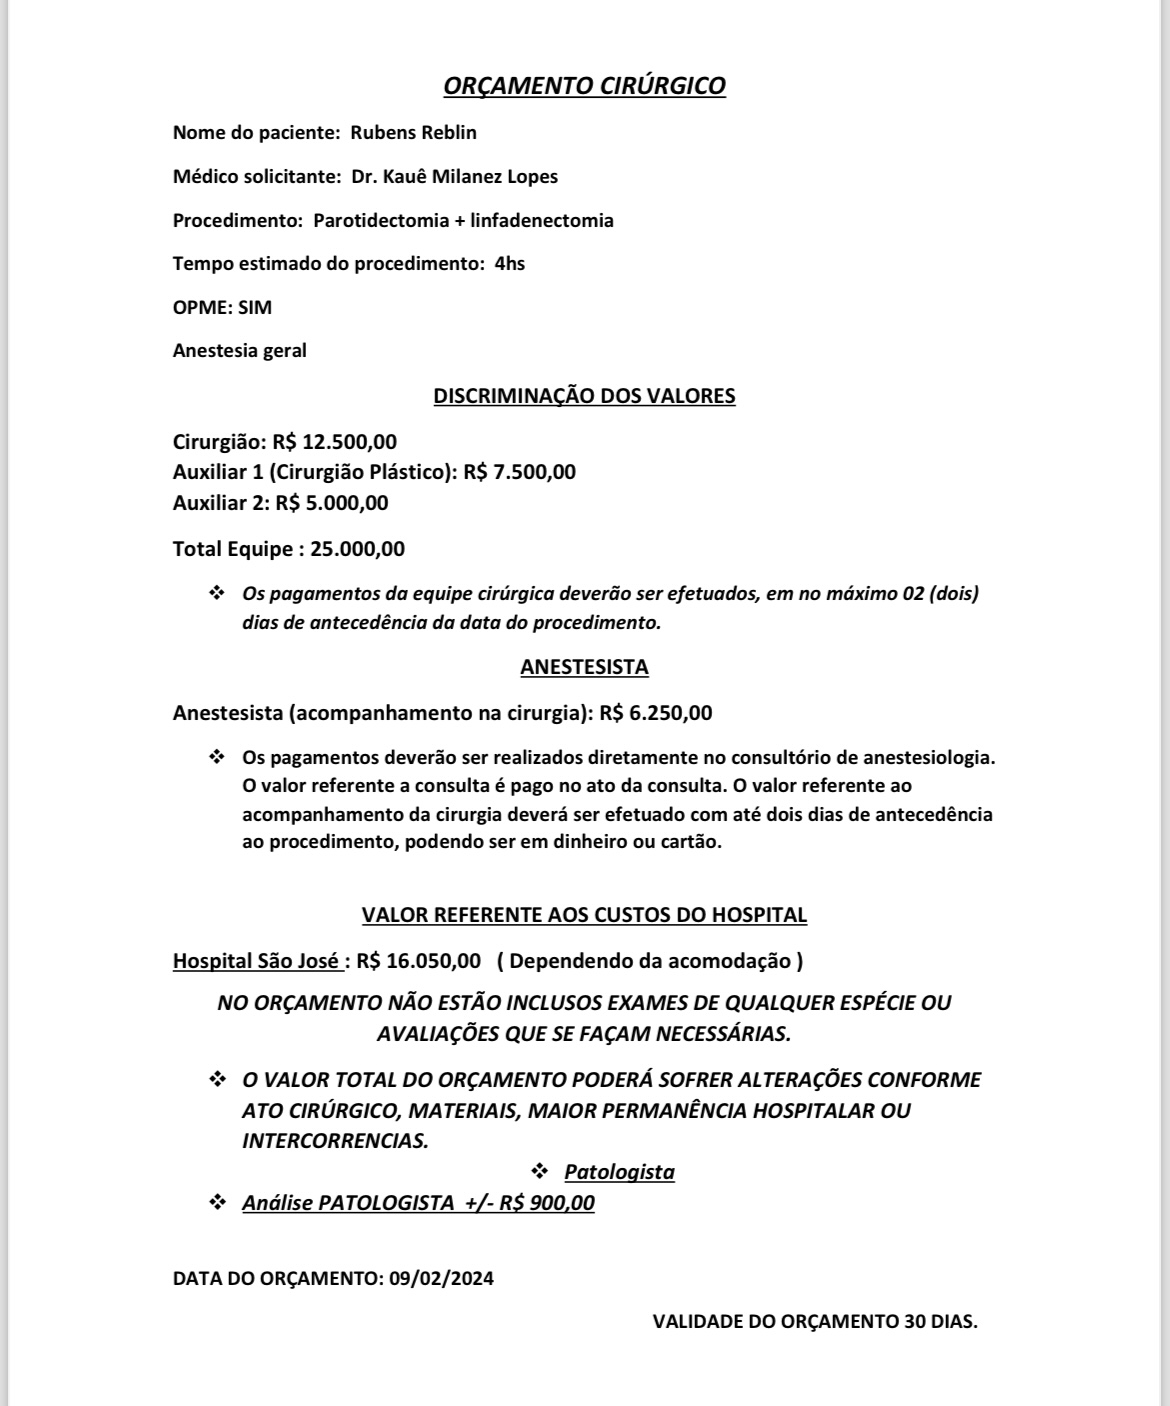 ORÇAMENTO CIRÚRGICO
Nome do paciente: Rubens Reblin
Médico solicitante: Dr. Kauê Milanez Lopes
Procedimento: Parotidectomia + linfadenectomia
Tempo estimado do procedimento: 4hs
OPME: SIM
Anestesia geral
DISCRIMINAÇÃO DOS VALORES
Cirurgião: R$ 12.500,00
Auxiliar 1 (Cirurgião Plástico): R$ 7.500,00
Auxiliar 2: R$ 5.000,00
Total Equipe : 25.000,00
❖ Os pagamentos da equipe cirúrgica deverão ser efetuados, em no máximo 02 (dois)
dias de antecedência da data do procedimento.
ANESTESISTA
Anestesista (acompanhamento na cirurgia): R$ 6.250,00
❖ Os pagamentos deverão ser realizados diretamente no consultório de anestesiologia.
O valor referente a consulta é pago no ato da consulta. O valor referente ao
acompanhamento da cirurgia deverá ser efetuado com até dois dias de antecedência
ao procedimento, podendo ser em dinheiro ou cartão.
VALOR REFERENTE AOS CUSTOS DO HOSPITAL
Hospital São José : R$ 16.050,00 ( Dependendo da acomodação )
NO ORÇAMENTO NÃO ESTÃO INCLUSOS EXAMES DE QUALQUER ESPÉCIE OU
AVALIAÇÕES QUE SE FAÇAM NECESSÁRIAS.
❖ O VALOR TOTAL DO ORÇAMENTO PODERÁ SOFRER ALTERAÇÕES CONFORME
ATO CIRÚRGICO, MATERIAIS, MAIOR PERMANÊNCIA HOSPITALAR OU
INTERCORRENCIAS.
❖ Patologista
❖ Análise PATOLOGISTA +/- R$ 900,00
DATA DO ORÇAMENTO: 09/02/2024
VALIDADE DO ORÇAMENTO 30 DIAS.